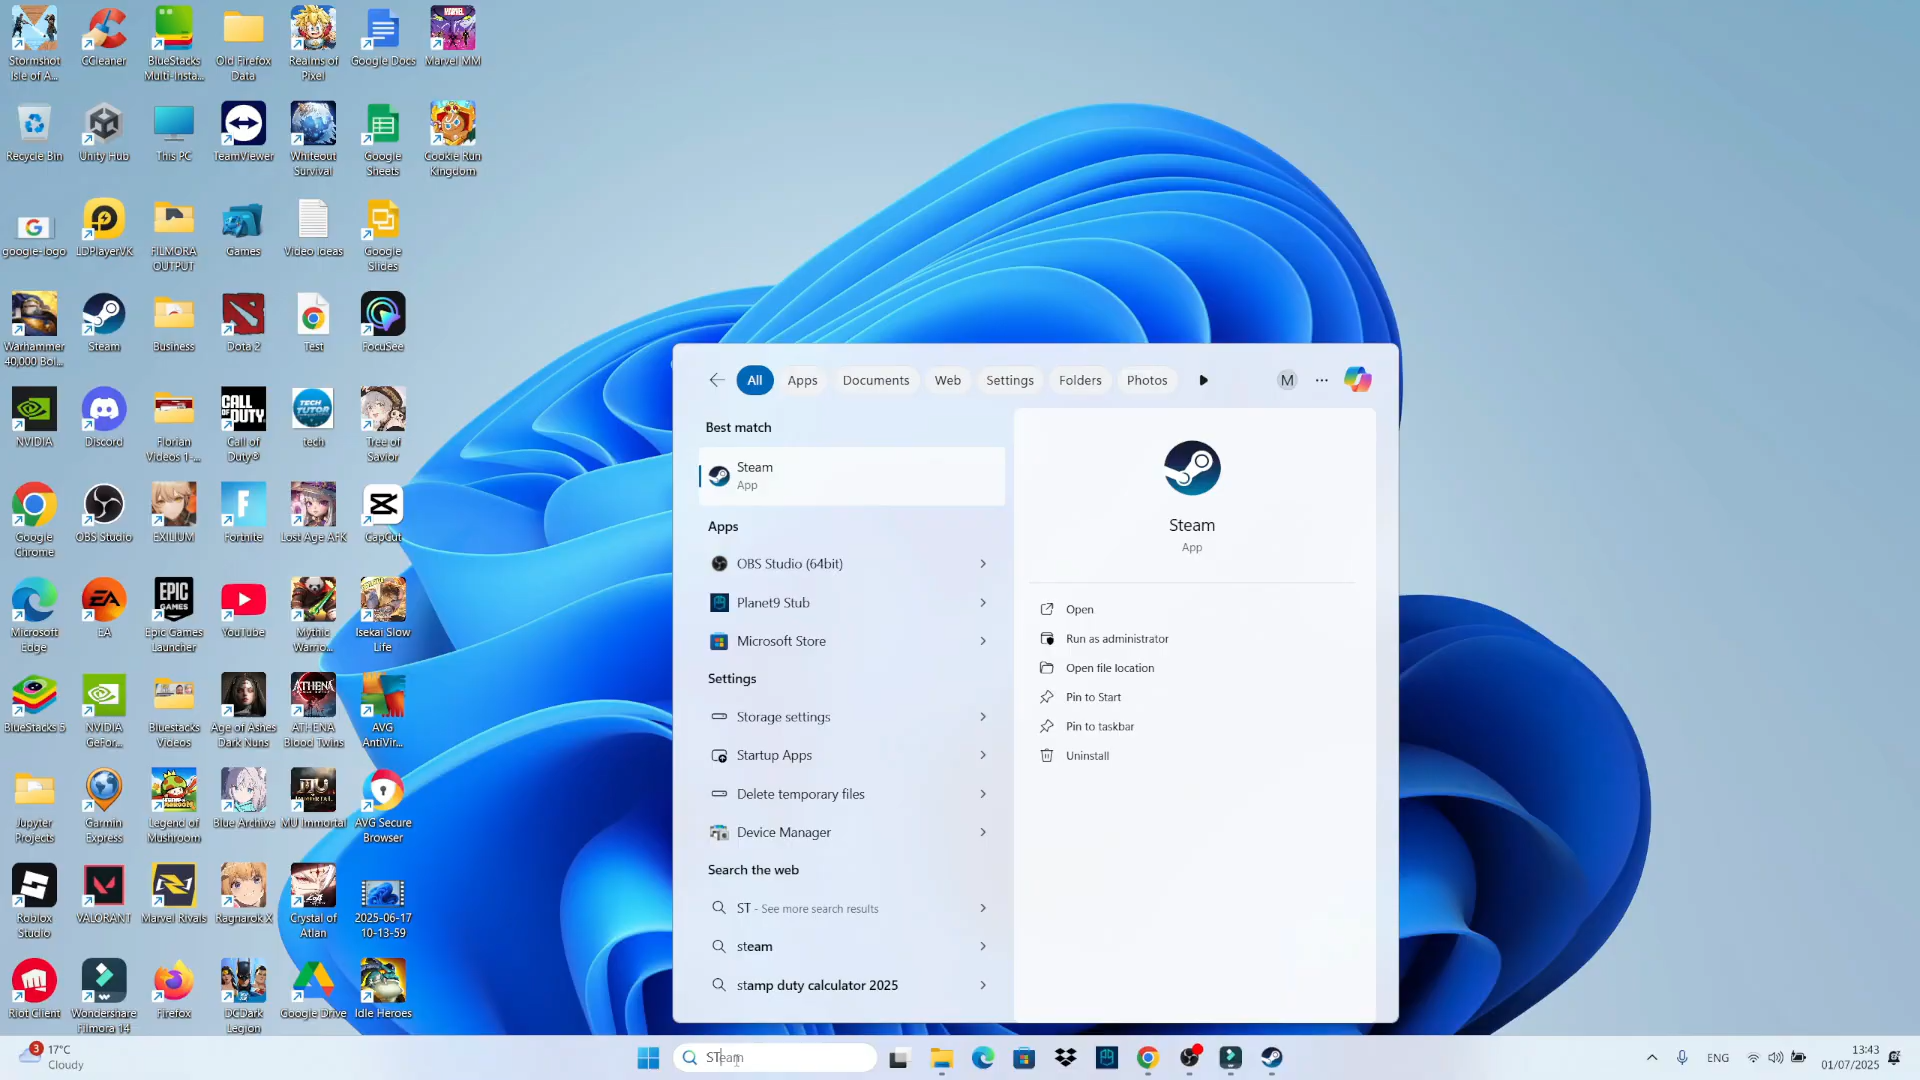 Stormshot
Isle of A...
CCleaner
BlueStacks
Multi-Insta...
Old Firefox
Data
Realms of
Pixel
Google Docs
Marvel MM
Recycle Bin
Unity Hub
This PC
TeamViewer
Whiteout
Survival
Google
Sheets
Cookie Run
Kingdom
google-logo
LDPlayerVK
FILMORA
OUTPUT
Games
Video Ideas
Google
Slides
Warhammer
40,000 Bol...
Steam
Business
Dota 2
Test
FocuSee
NVIDIA
Discord
Florian
Videos 1-...
Call of
Duty®
tech
Tree of
Savior
Google
Chrome
OBS Studio
EXILIUM
Fortnite
Lost Age AFK
CapCut
Microsoft
Edge
EA
Epic Games
Launcher
YouTube
Mythic
Warrio...
Isekai Slow
Life
BlueStacks 5
NVIDIA
GeFor...
Bluestacks
Videos
Age of Ashes
Dark Nuns
ATHENA
Blood Twins
AVG
AntiVir...
Jupyter
Projects
Garmin
Express
Legend of
Mushroom
Blue Archive
MU Immortal
AVG Secure
Browser
Roblox
Studio
VALORANT
Marvel Rivals
Ragnarok X
Crystal of
Atlan
2025-06-17
10-13-59
Riot Client
Wondershare
Filmora 14
Firefox
DCDark
Legion
Google Drive
Idle Heroes
All
Apps
Documents
Web
Settings
Folders
Photos
M
Best match
Steam
App
Apps
OBS Studio (64bit)
Planet9 Stub
Microsoft Store
Settings
Storage settings
Startup Apps
Delete temporary files
Device Manager
Search the web
ST - See more search results
steam
stamp duty calculator 2025
Steam
App
Open
Run as administrator
Open file location
Pin to Start
Pin to taskbar
Uninstall
3
17°C
Cloudy
STeam
ENG
13:43
01/07/2025